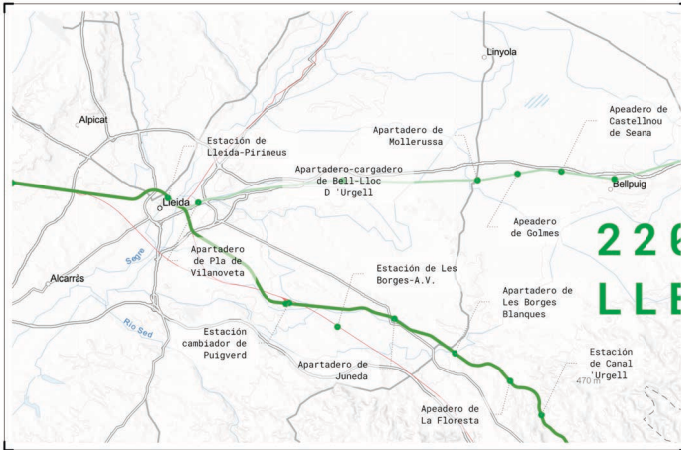 Linyola
Alpicat
Apeadero de
Castellnou
de Seara
Apartadero de
Mollerussa
Estación de
Lleida-Pirineus
Apartadero-cargadero
de Bell-Lloc
D 'Urgell
Bellpuig
Lleida
Apeadero
de Golmes
220
LLE
Apartadero
de Pla de
Vilanoveta
Segre
Estación de Les
Borges-A.V.
Alcarràs
Apartadero de
Les Borges
Blanques
Rio Sed
Estación
cambiador de
Puigverd
Apartadero de
Juneda
Estación
de Canal
'Urgell
470 m
Apeadero de
La Floresta